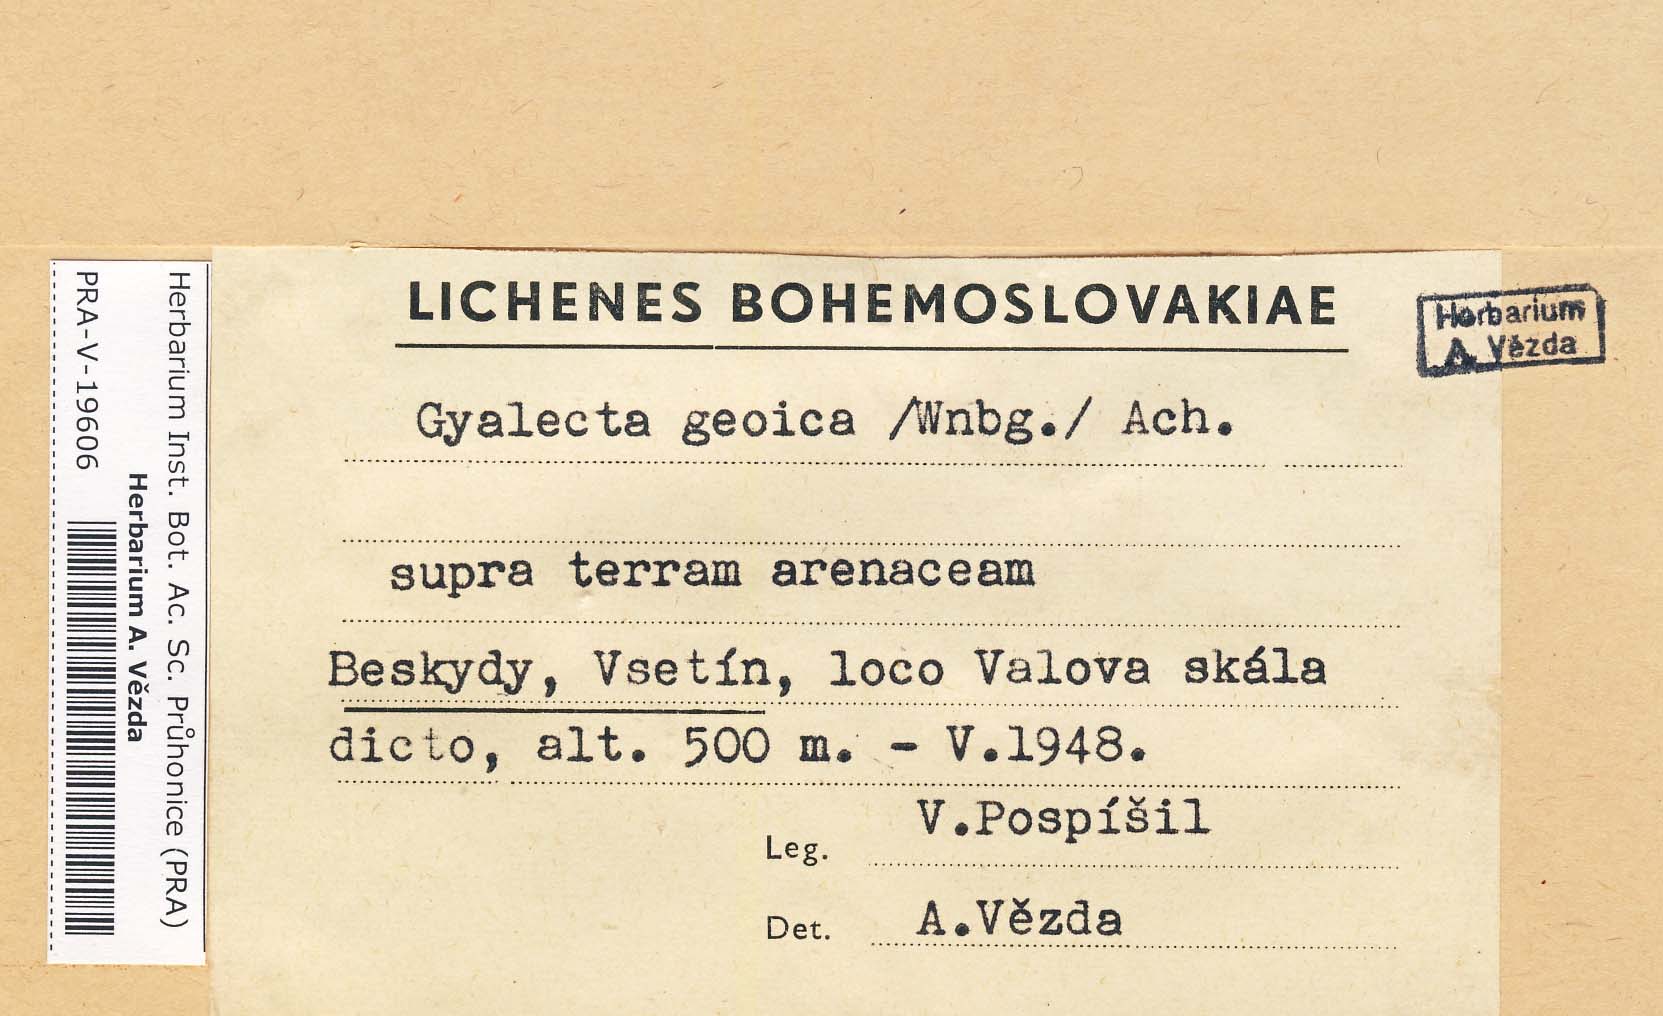 LICHENES BOHEMOSLOVAKIAE
Gyalecta geoica /Wnbg./ Ach.
supra terram arenaceam
Beskydy, Vsetín, loco Valova skála
dicto, alt. 500 m. - V.1948.
Leg. V.Pospíšil
Det. A.Vězda
Herbarium
A. Vězda
Herbarium Inst. Bot. Ac. Sc. Průhonice (PRA)
Herbarium A. Vězda
PRA-V-19606